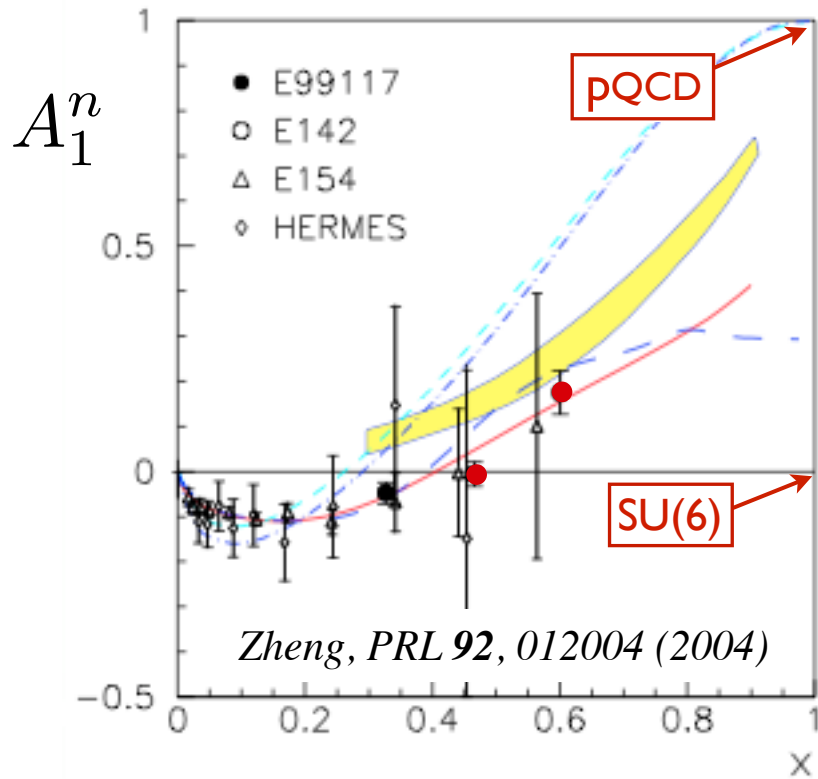 1
E99117
pQCD
A₁ⁿ
E142
E154
HERMES
0.5
0
SU(6)
Zheng, PRL 92, 012004 (2004)
−0.5
0 0.2 0.4 0.6 0.8 1
x